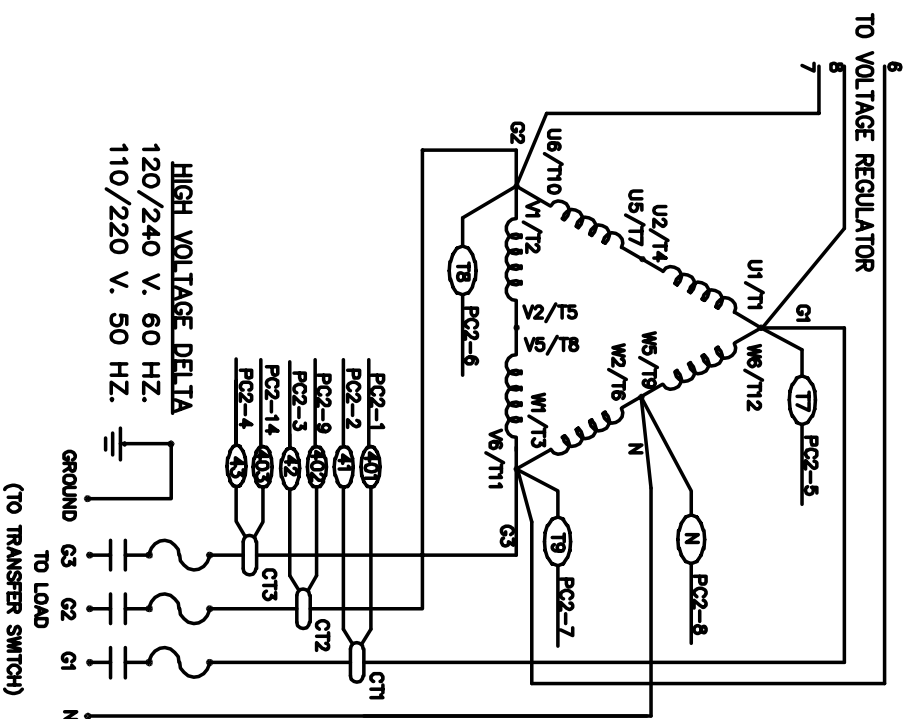 TO VOLTAGE REGULATOR
6
8
7
G1
U1/T1
W6/T12
T7
PC2-5
U2/T4
U5/T7
W5/T9
W2/T6
N
N
PC2-8
U6/T10
G2
V1/T2
V2/T5
V5/T8
W1/T3
V6/T11
G3
T9
PC2-7
T8
PC2-6
PC2-1
401
PC2-2
41
CT1
PC2-9
402
PC2-3
42
CT2
PC2-14
403
PC2-4
43
CT3
HIGH VOLTAGE DELTA
120/240 V. 60 HZ.
110/220 V. 50 HZ.
GROUND
G3
G2
G1
N
TO LOAD
(TO TRANSFER SWITCH)